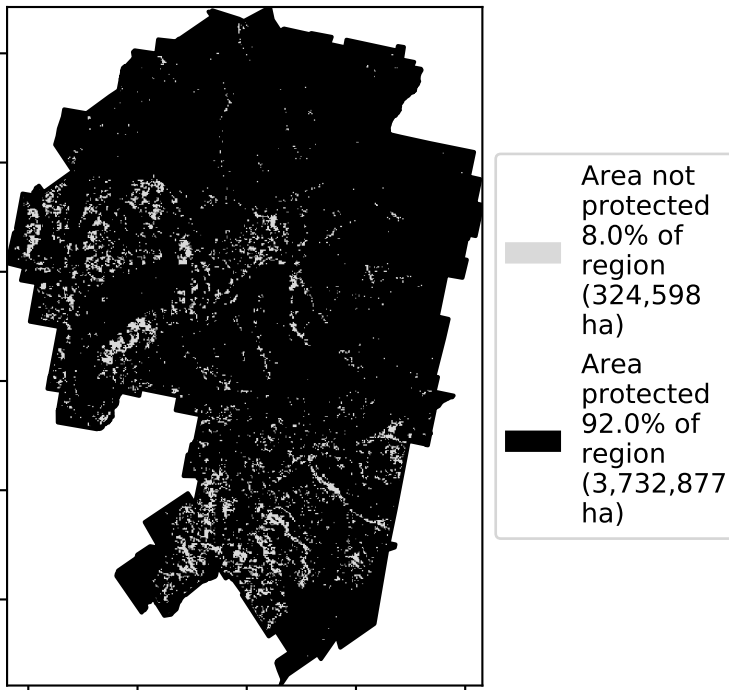 Area not
protected
8.0% of
region
(324,598
ha)
Area
protected
92.0% of
region
(3,732,877
ha)